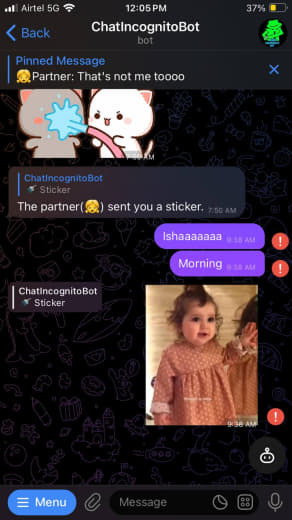 Airtel 5G
12:05 PM
37%
Back
ChatIncognitoBot
bot
Pinned Message
Partner: That's not me toooo
7:50 AM
ChatIncognitoBot
Sticker
The partner( ) sent you a sticker. 7:50 AM
Ishaaaaaaa 9:38 AM
Morning 9:38 AM
ChatIncognitoBot
Sticker
9:38 AM
Menu
Message